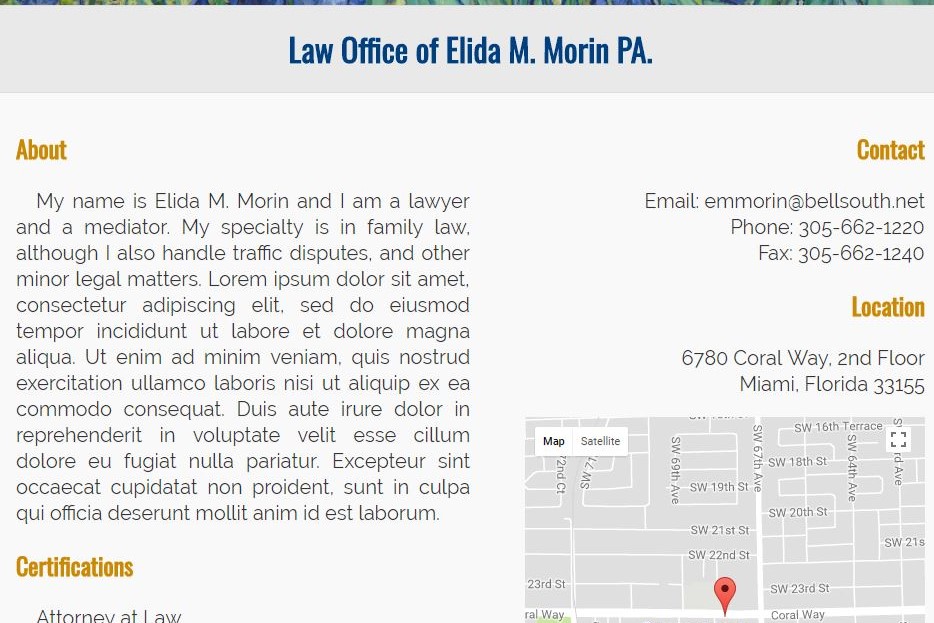 Law Office of Elida M. Morin PA.
About
My name is Elida M. Morin and I am a lawyer
and a mediator. My specialty is in family law,
although I also handle traffic disputes, and other
minor legal matters. Lorem ipsum dolor sit amet,
consectetur adipiscing elit, sed do eiusmod
tempor incididunt ut labore et dolore magna
aliqua. Ut enim ad minim veniam, quis nostrud
exercitation ullamco laboris nisi ut aliquip ex ea
commodo consequat. Duis aute irure dolor in
reprehenderit in voluptate velit esse cillum
dolore eu fugiat nulla pariatur. Excepteur sint
occaecat cupidatat non proident, sunt in culpa
qui officia deserunt mollit anim id est laborum.
Certifications
Attorney at Law
Contact
Email: emmorin@bellsouth.net
Phone: 305-662-1220
Fax: 305-662-1240
Location
6780 Coral Way, 2nd Floor
Miami, Florida 33155
Map Satellite
SW 16th Terrace
SW 71
72nd Ct
SW 69th Ave
SW 67th Ave
SW 64th Ave
rd Ave
SW 18th St
SW 19th St
SW 20th St
SW 21st St
SW 21s
SW 22nd St
23rd St
SW 23rd St
ral Way
Coral Way